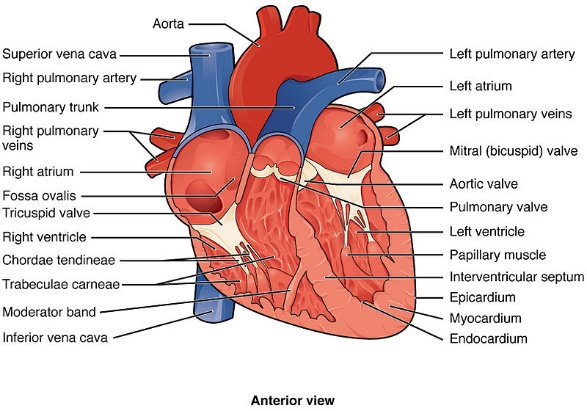 Aorta
Superior vena cava
Right pulmonary artery
Pulmonary trunk
Right pulmonary
veins
Right atrium
Fossa ovalis
Tricuspid valve
Right ventricle
Chordae tendineae
Trabeculae carneae
Moderator band
Inferior vena cava
Left pulmonary artery
Left atrium
Left pulmonary veins
Mitral (bicuspid) valve
Aortic valve
Pulmonary valve
Left ventricle
Papillary muscle
Interventricular septum
Epicardium
Myocardium
Endocardium
Anterior view